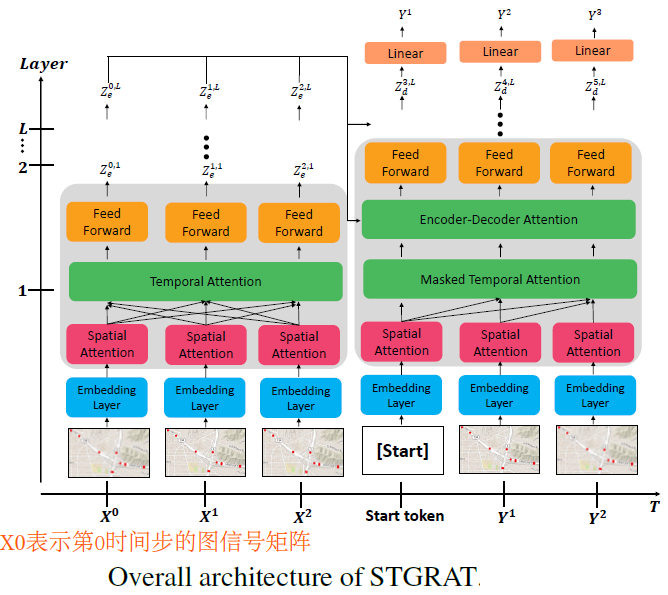 Y^1 Y^2 Y^3
Linear Linear Linear
Layer
Z_e^{0,L} Z_e^{1,L} Z_e^{2,L} Z_d^{3,L} Z_d^{4,L} Z_d^{5,L}
L
2
Z_e^{0,1} Z_e^{1,1} Z_e^{2,1}
Feed Forward Feed Forward Feed Forward
Feed Forward Feed Forward Feed Forward
Encoder-Decoder Attention
Temporal Attention
Masked Temporal Attention
1
Spatial Attention Spatial Attention Spatial Attention
Spatial Attention Spatial Attention Spatial Attention
Embedding Layer Embedding Layer Embedding Layer
Embedding Layer Embedding Layer Embedding Layer
[Start]
T
X^0 X^1 X^2 Start token Y^1 Y^2
X0表示第0时间步的图信号矩阵
Overall architecture of STGRAT.